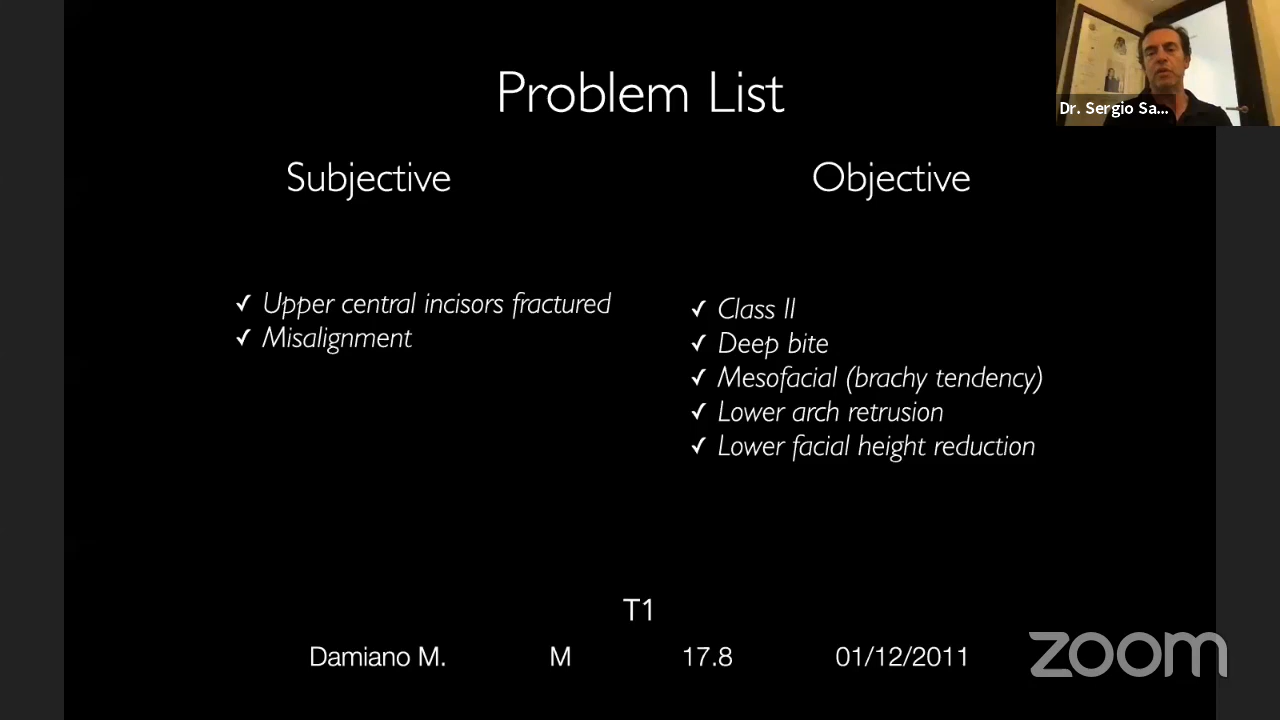 Problem List
Dr. Sergio Sa...
Subjective
Objective
✓ Upper central incisors fractured
✓ Misalignment
✓ Class II
✓ Deep bite
✓ Mesofacial (brachy tendency)
✓ Lower arch retrusion
✓ Lower facial height reduction
T1
Damiano M. M 17.8 01/12/2011
zoom